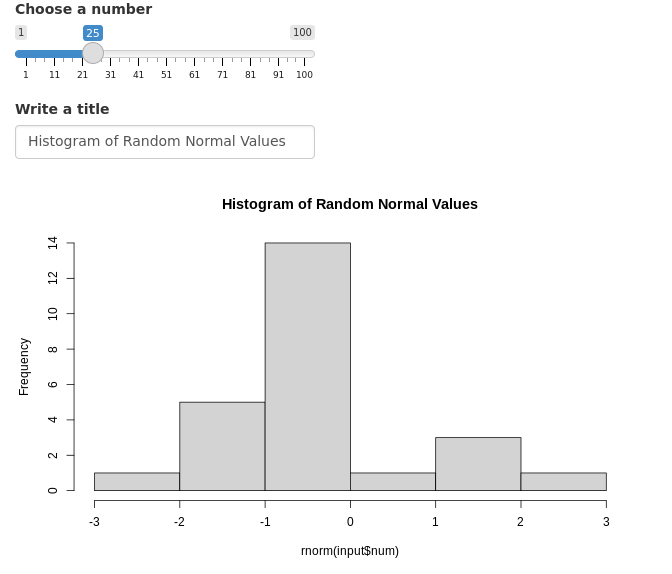 Choose a number
1 25 100
1 11 21 31 41 51 61 71 81 91 100
Write a title
Histogram of Random Normal Values
Histogram of Random Normal Values
14
12
10
8
6
4
2
0
Frequency
-3 -2 -1 0 1 2 3
rnorm(input$num)